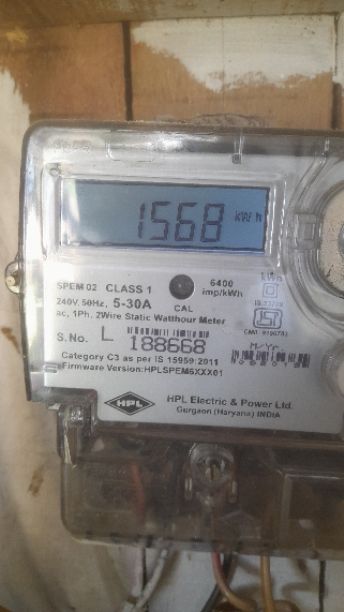 1568 kWh
SPEM 02 CLASS 1
6400
imp/kWh
240V, 50Hz, 5-30A
CAL
ac, 1Ph, 2Wire Static Watthour Meter
S.No. L 188668
Category C3 as per IS 15959:2011
Firmware Version:HPLSPEM6XXX01
M/Yr
HPL
HPL Electric & Power Ltd.
Gurgaon (Haryana) INDIA